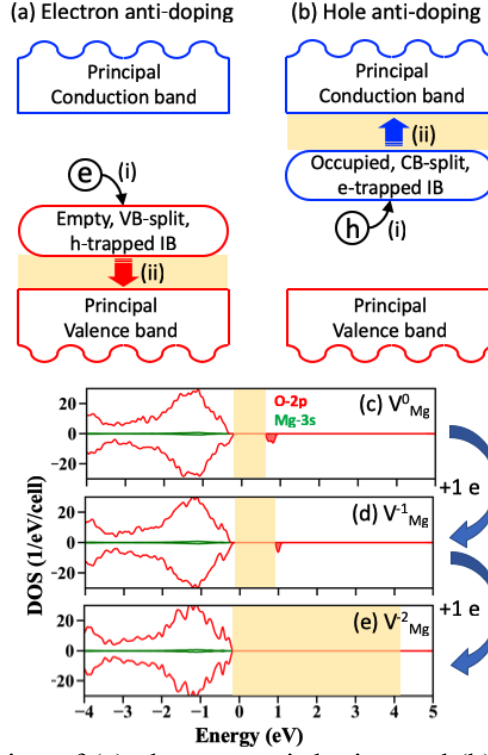 (a) Electron anti-doping
(b) Hole anti-doping
Principal
Conduction band
Principal
Conduction band
(ii)
e
(i)
Occupied, CB-split,
e-trapped IB
Empty, VB-split,
h-trapped IB
h
(i)
(ii)
Principal
Valence band
Principal
Valence band
DOS (1/eV/cell)
20
0
-20
O-2p
Mg-3s
(c) V⁰Mg
+1 e
20
0
-20
(d) V⁻¹Mg
+1 e
20
0
-20
(e) V⁻²Mg
−4 −3 −2 −1 0 1 2 3 4 5
Energy (eV)